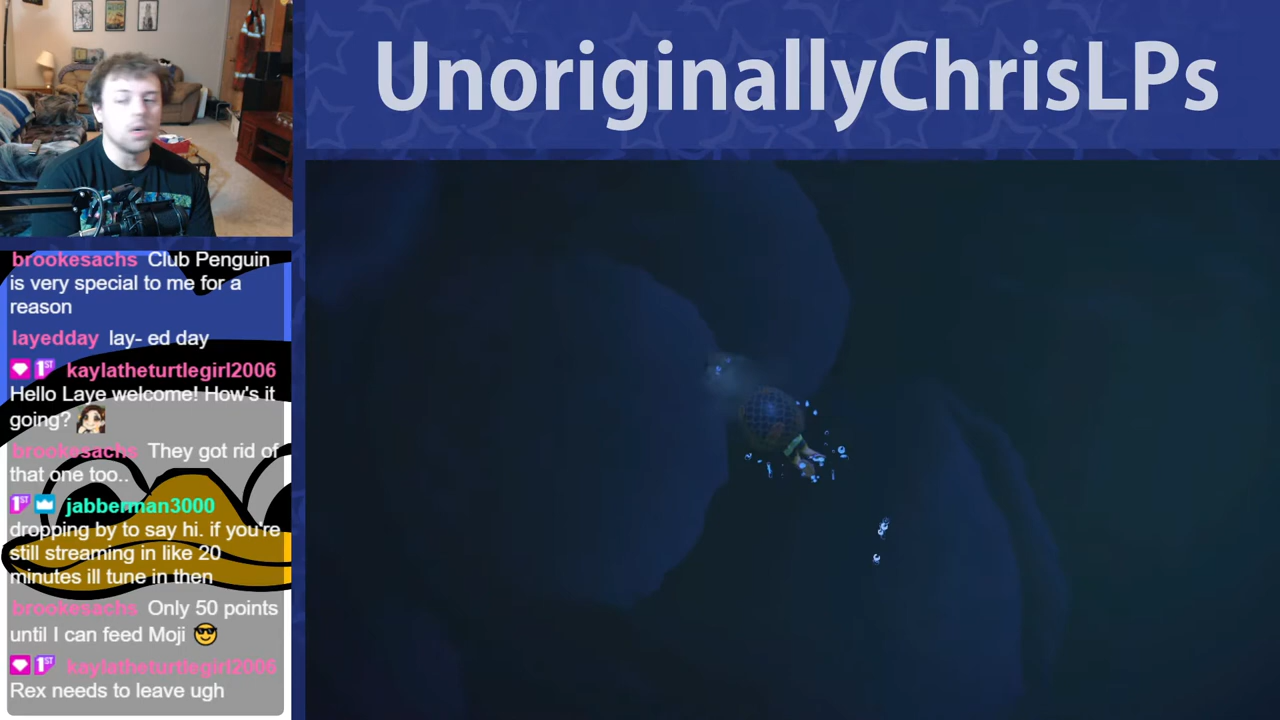 UnoriginallyChrisLPs
brookesachs Club Penguin
is very special to me for a
reason
layedday lay- ed day
1ST kaylatheturtlegirl2006
Hello Laye welcome! How's it
going?
brookesachs They got rid of
that one too..
1ST jabberman3000
dropping by to say hi. if you're
still streaming in like 20
minutes ill tune in then
brookesachs Only 50 points
until I can feed Moji 😎
1ST kaylatheturtlegirl2006
Rex needs to leave ugh